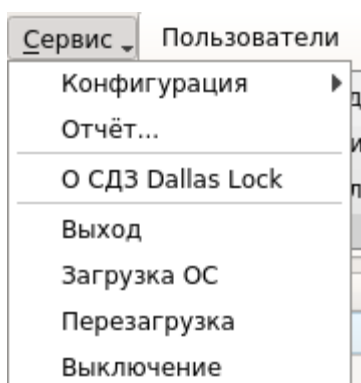 Сервис Пользователи
Конфигурация
Отчёт...
О СДЗ Dallas Lock
Выход
Загрузка ОС
Перезагрузка
Выключение